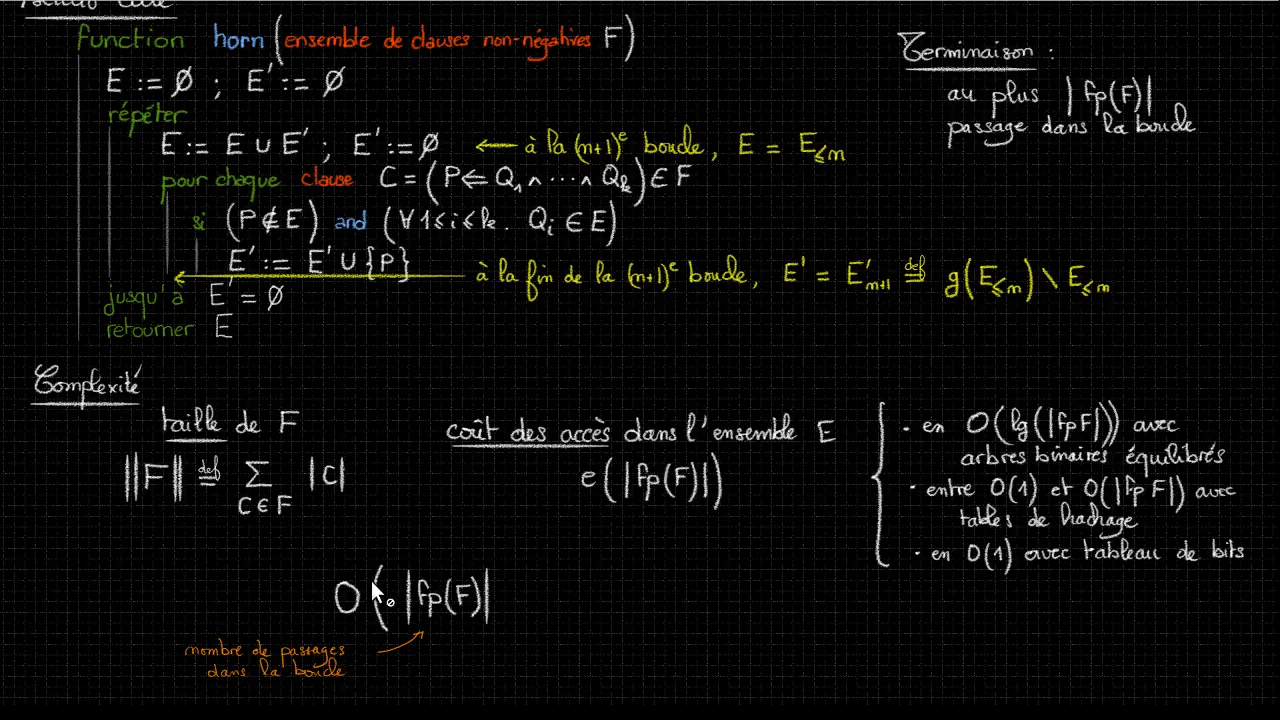 function horn (ensemble de clauses non-négatives F)
E := ∅ ; E' := ∅
répéter
E := E ∪ E' ; E' := ∅ ← à la (n+1)ᵉ boucle, E = E≤n
pour chaque clause C = (P ⇐ Q₁ ∧ ⋯ ∧ Qₖ) ∈ F
si (P ∉ E) and (∀ 1 ≤ i ≤ k. Qᵢ ∈ E)
E' := E' ∪ {P}
à la fin de la (n+1)ᵉ boucle, E' = E'ₙ₊₁ def= g(E≤n) \ E≤n
jusqu'à E' = ∅
retourner E
Terminaison :
au plus |fp(F)|
passage dans la boucle
Complexité
taille de F
||F|| def= Σ C∈F |C|
coût des accès dans l'ensemble E
e(|fp(F)|)
· en O(lg(|fpF|)) avec
arbres binaires équilibrés
· entre O(1) et O(|fpF|) avec
tables de hachage
· en O(1) avec tableau de bits
O( · |fp(F)|
nombre de passages
dans la boucle